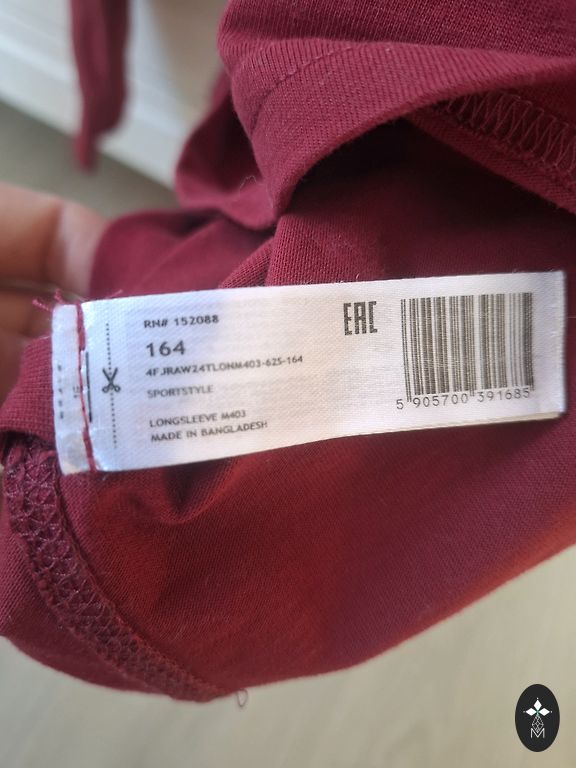 RN# 152088
164
4FJRAW24TLONM403-62S-164
SPORTSTYLE
LONGSLEEVE M403
MADE IN BANGLADESH
EAC
5 905700 391685
M